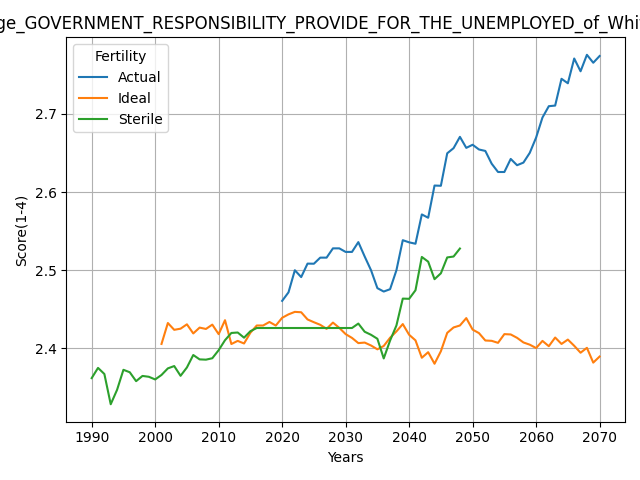 ge_GOVERNMENT_RESPONSIBILITY_PROVIDE_FOR_THE_UNEMPLOYED_of_Whi
Fertility
Actual
Ideal
Sterile
Score(1-4)
2.7
2.6
2.5
2.4
1990 2000 2010 2020 2030 2040 2050 2060 2070
Years